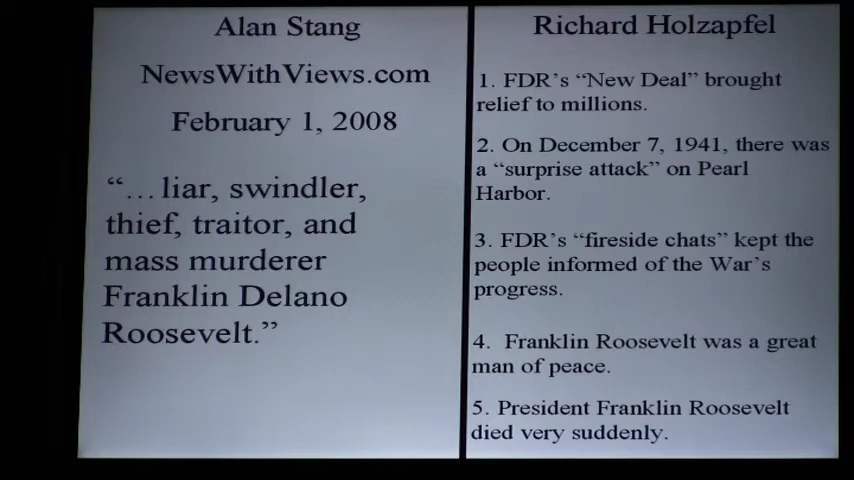 Alan Stang
NewsWithViews.com
February 1, 2008
“…liar, swindler,
thief, traitor, and
mass murderer
Franklin Delano
Roosevelt.”
Richard Holzapfel
1. FDR’s “New Deal” brought
relief to millions.
2. On December 7, 1941, there was
a “surprise attack” on Pearl
Harbor.
3. FDR’s “fireside chats” kept the
people informed of the War’s
progress.
4. Franklin Roosevelt was a great
man of peace.
5. President Franklin Roosevelt
died very suddenly.